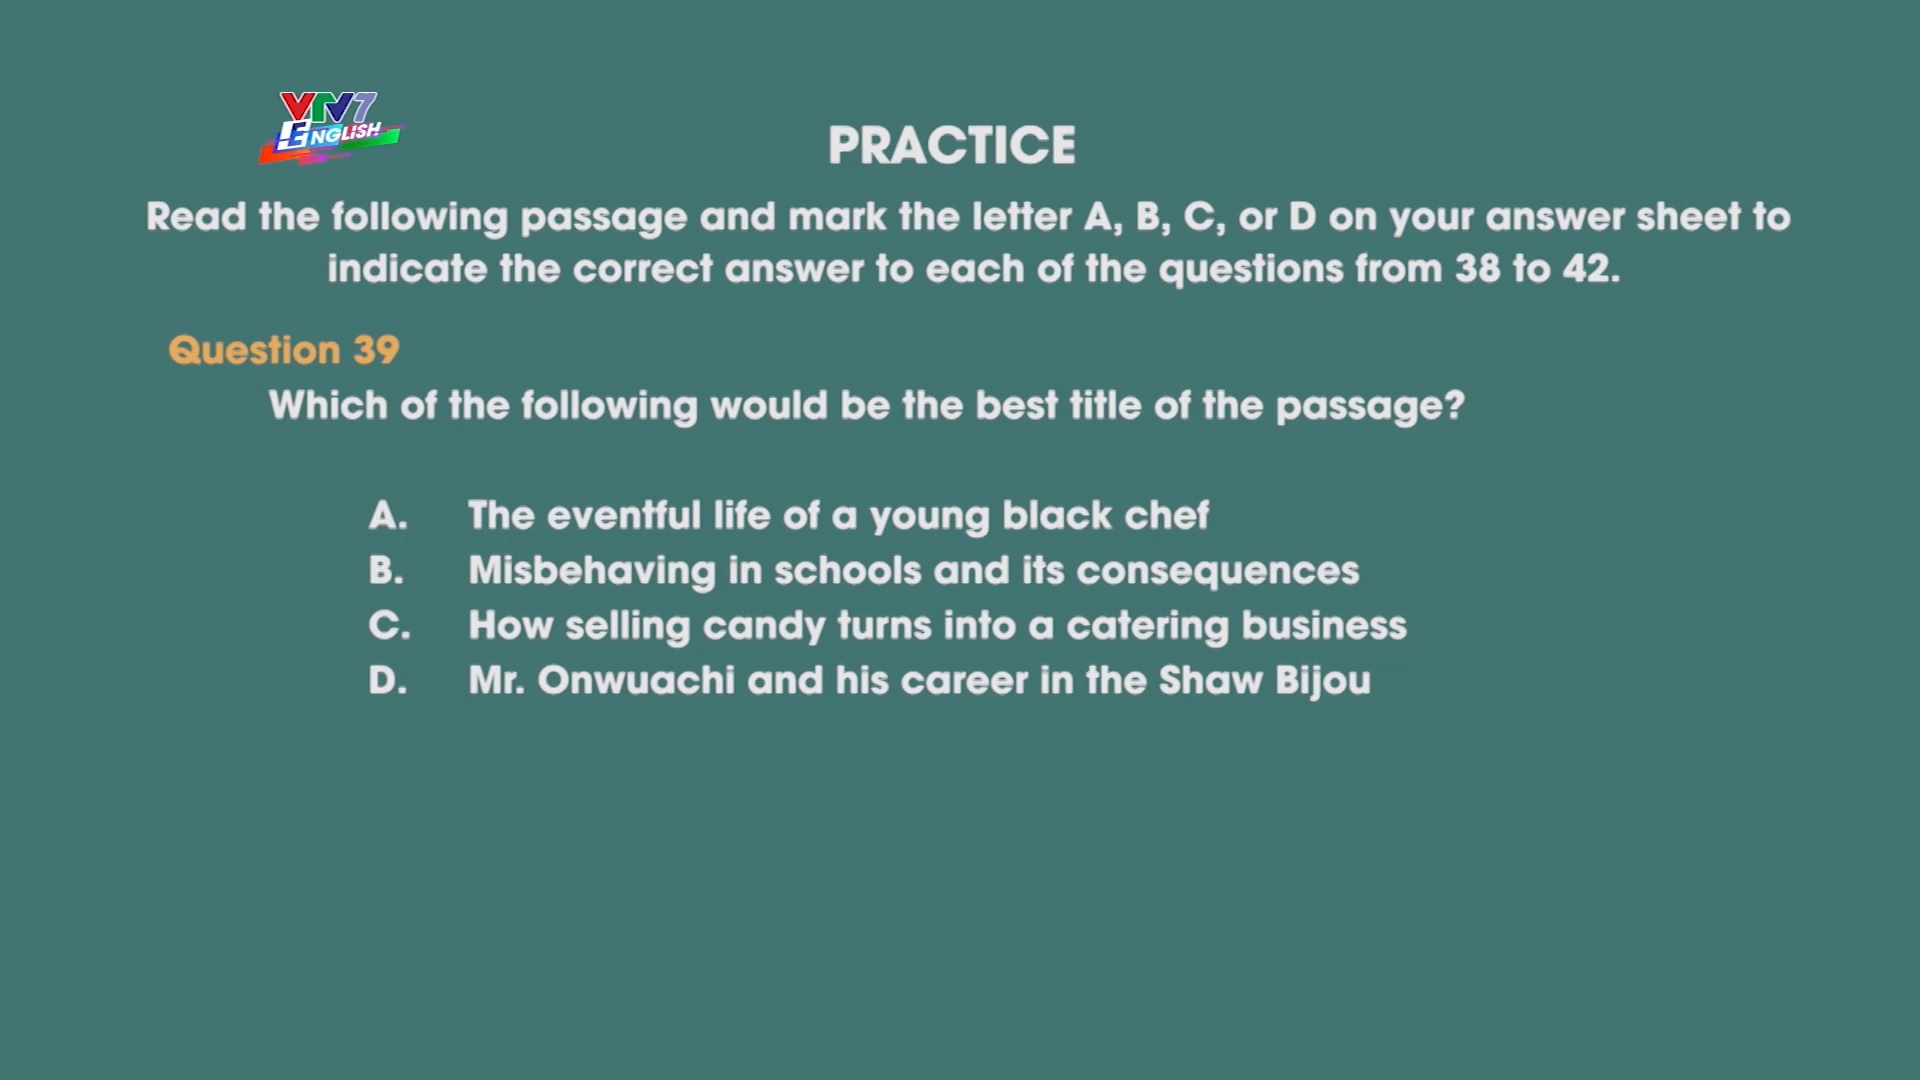 VTV7
ENGLISH
PRACTICE
Read the following passage and mark the letter A, B, C, or D on your answer sheet to
indicate the correct answer to each of the questions from 38 to 42.
Question 39
Which of the following would be the best title of the passage?
A. The eventful life of a young black chef
B. Misbehaving in schools and its consequences
C. How selling candy turns into a catering business
D. Mr. Onwuachi and his career in the Shaw Bijou